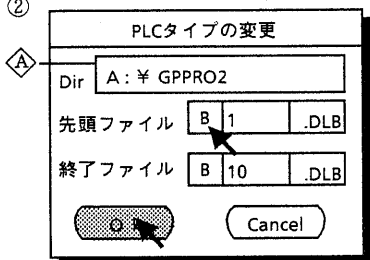 ②
PLCタイプの変更
A
Dir A:¥ GPPRO2
先頭ファイル B 1 .DLB
終了ファイル B 10 .DLB
Cancel